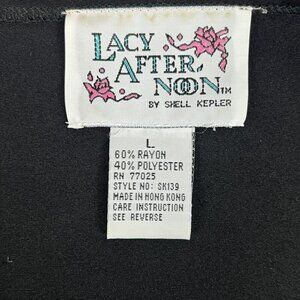 LACY
AFTER
NOON™
BY SHELL KEPLER
L
60% RAYON
40% POLYESTER
RN 77025
STYLE NO: SK139
MADE IN HONG KONG
CARE INSTRUCTION
SEE REVERSE